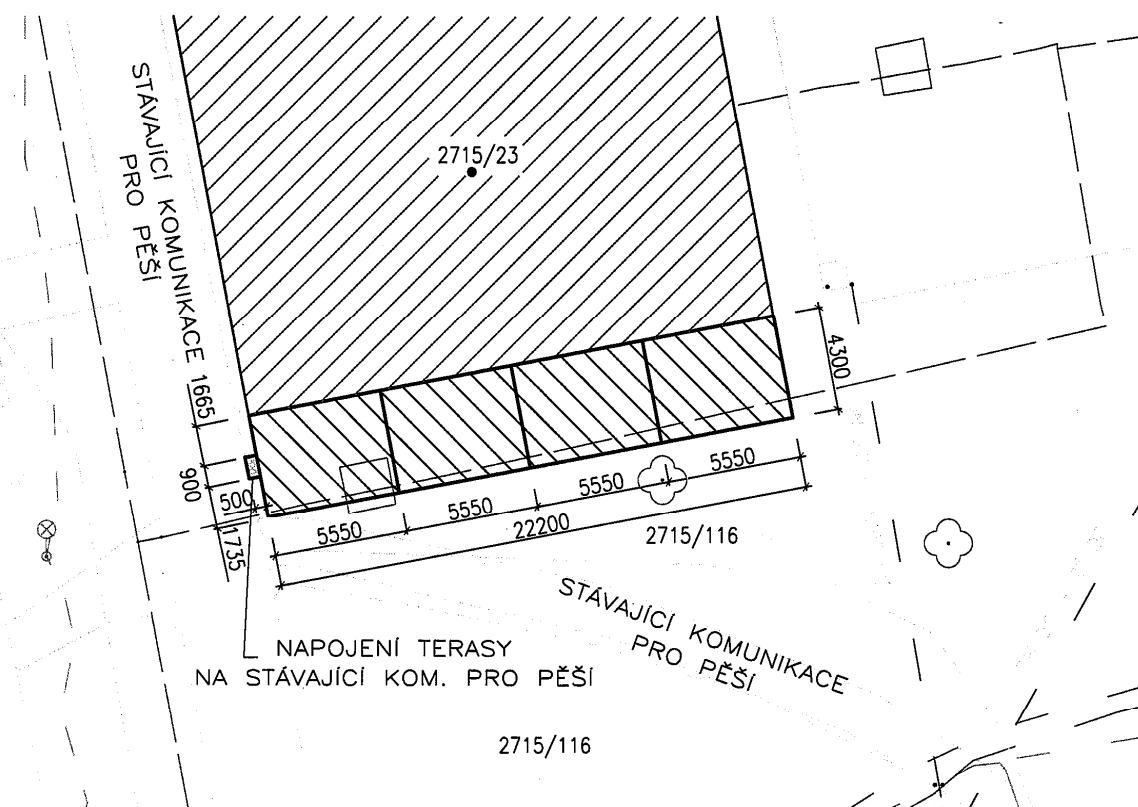 STÁVAJÍCÍ KOMUNIKACE
PRO PĚŠÍ
2715/23
1665
900
500
1735
4300
5550
5550
5550
5550
22200
2715/116
STÁVAJÍCÍ KOMUNIKACE
PRO PĚŠÍ
NAPOJENÍ TERASY
NA STÁVAJÍCÍ KOM. PRO PĚŠÍ
2715/116